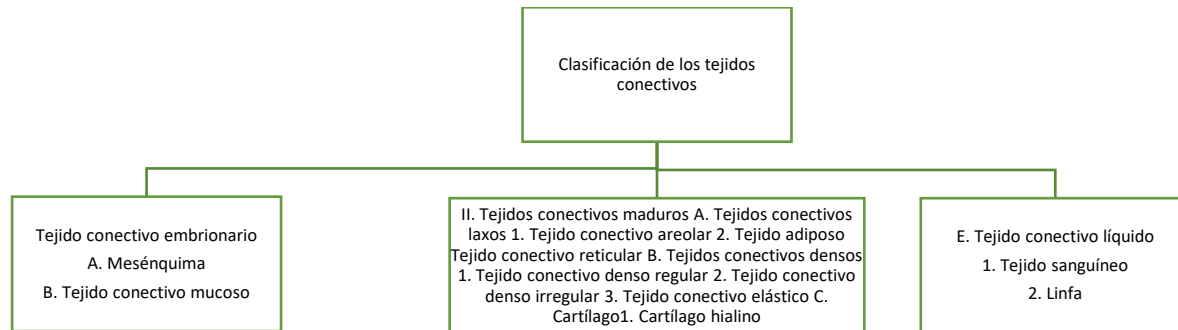 Clasificación de los tejidos
conectivos
Tejido conectivo embrionario
A. Mesénquima
B. Tejido conectivo mucoso
II. Tejidos conectivos maduros A. Tejidos conectivos
laxos 1. Tejido conectivo areolar 2. Tejido adiposo
Tejido conectivo reticular B. Tejidos conectivos densos
1. Tejido conectivo denso regular 2. Tejido conectivo
denso irregular 3. Tejido conectivo elástico C.
Cartílago1. Cartílago hialino
E. Tejido conectivo líquido
1. Tejido sanguíneo
2. Linfa